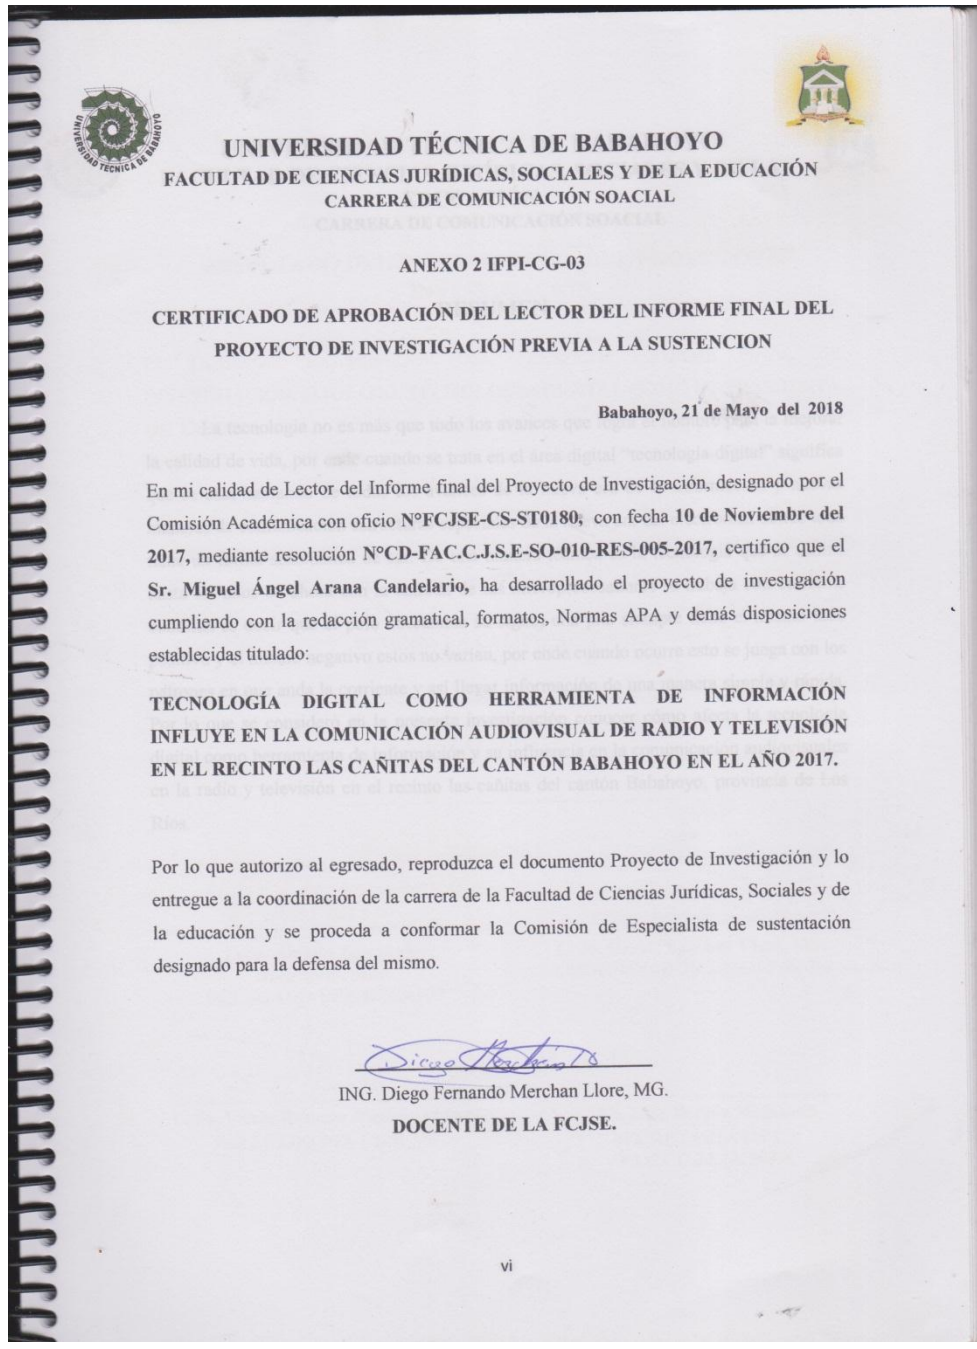 UNIVERSIDAD TÉCNICA DE BABAHOYO
UNIVERSIDAD TÉCNICA DE BABAHOYO
FACULTAD DE CIENCIAS JURÍDICAS, SOCIALES Y DE LA EDUCACIÓN
CARRERA DE COMUNICACIÓN SOACIAL
ANEXO 2 IFPI-CG-03
CERTIFICADO DE APROBACIÓN DEL LECTOR DEL INFORME FINAL DEL
PROYECTO DE INVESTIGACIÓN PREVIA A LA SUSTENCION
Babahoyo, 21 de Mayo del 2018
En mi calidad de Lector del Informe final del Proyecto de Investigación, designado por el
Comisión Académica con oficio N°FCJSE-CS-ST0180, con fecha 10 de Noviembre del
2017, mediante resolución N°CD-FAC.C.J.S.E-SO-010-RES-005-2017, certifico que el
Sr. Miguel Ángel Arana Candelario, ha desarrollado el proyecto de investigación
cumpliendo con la redacción gramatical, formatos, Normas APA y demás disposiciones
establecidas titulado:
TECNOLOGÍA DIGITAL COMO HERRAMIENTA DE INFORMACIÓN
INFLUYE EN LA COMUNICACIÓN AUDIOVISUAL DE RADIO Y TELEVISIÓN
EN EL RECINTO LAS CAÑITAS DEL CANTÓN BABAHOYO EN EL AÑO 2017.
Por lo que autorizo al egresado, reproduzca el documento Proyecto de Investigación y lo
entregue a la coordinación de la carrera de la Facultad de Ciencias Jurídicas, Sociales y de
la educación y se proceda a conformar la Comisión de Especialista de sustentación
designado para la defensa del mismo.
ING. Diego Fernando Merchan Llore, MG.
DOCENTE DE LA FCJSE.
vi